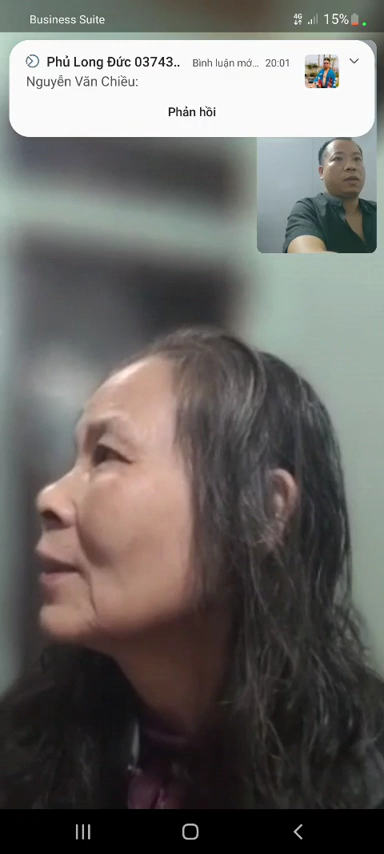 Business Suite 4G 15%
Phủ Long Đức 03743.. Bình luận mớ... 20:01
Nguyễn Văn Chiều:
Phản hồi